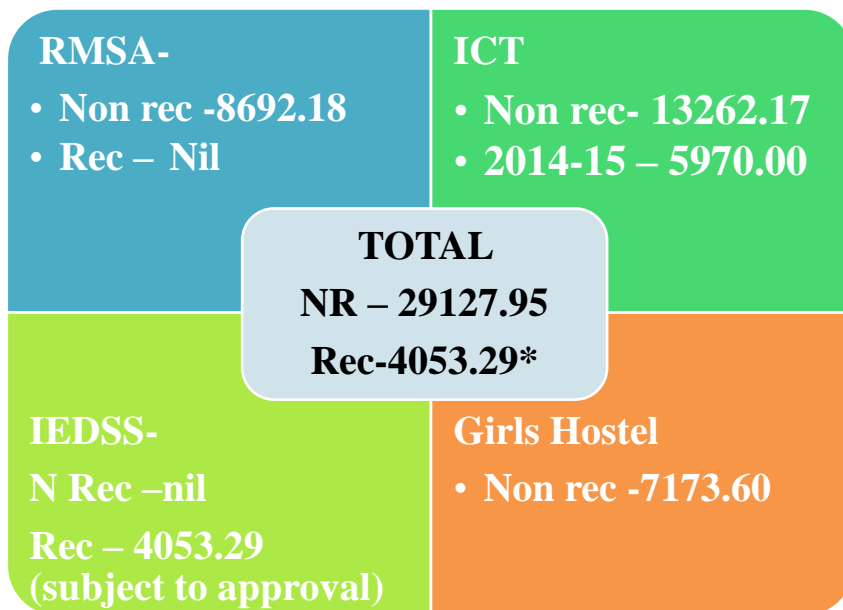 RMSA-
• Non rec -8692.18
• Rec – Nil
ICT
• Non rec- 13262.17
• 2014-15 – 5970.00
TOTAL
NR – 29127.95
Rec-4053.29*
IEDSS-
N Rec –nil
Rec – 4053.29
(subject to approval)
Girls Hostel
• Non rec -7173.60